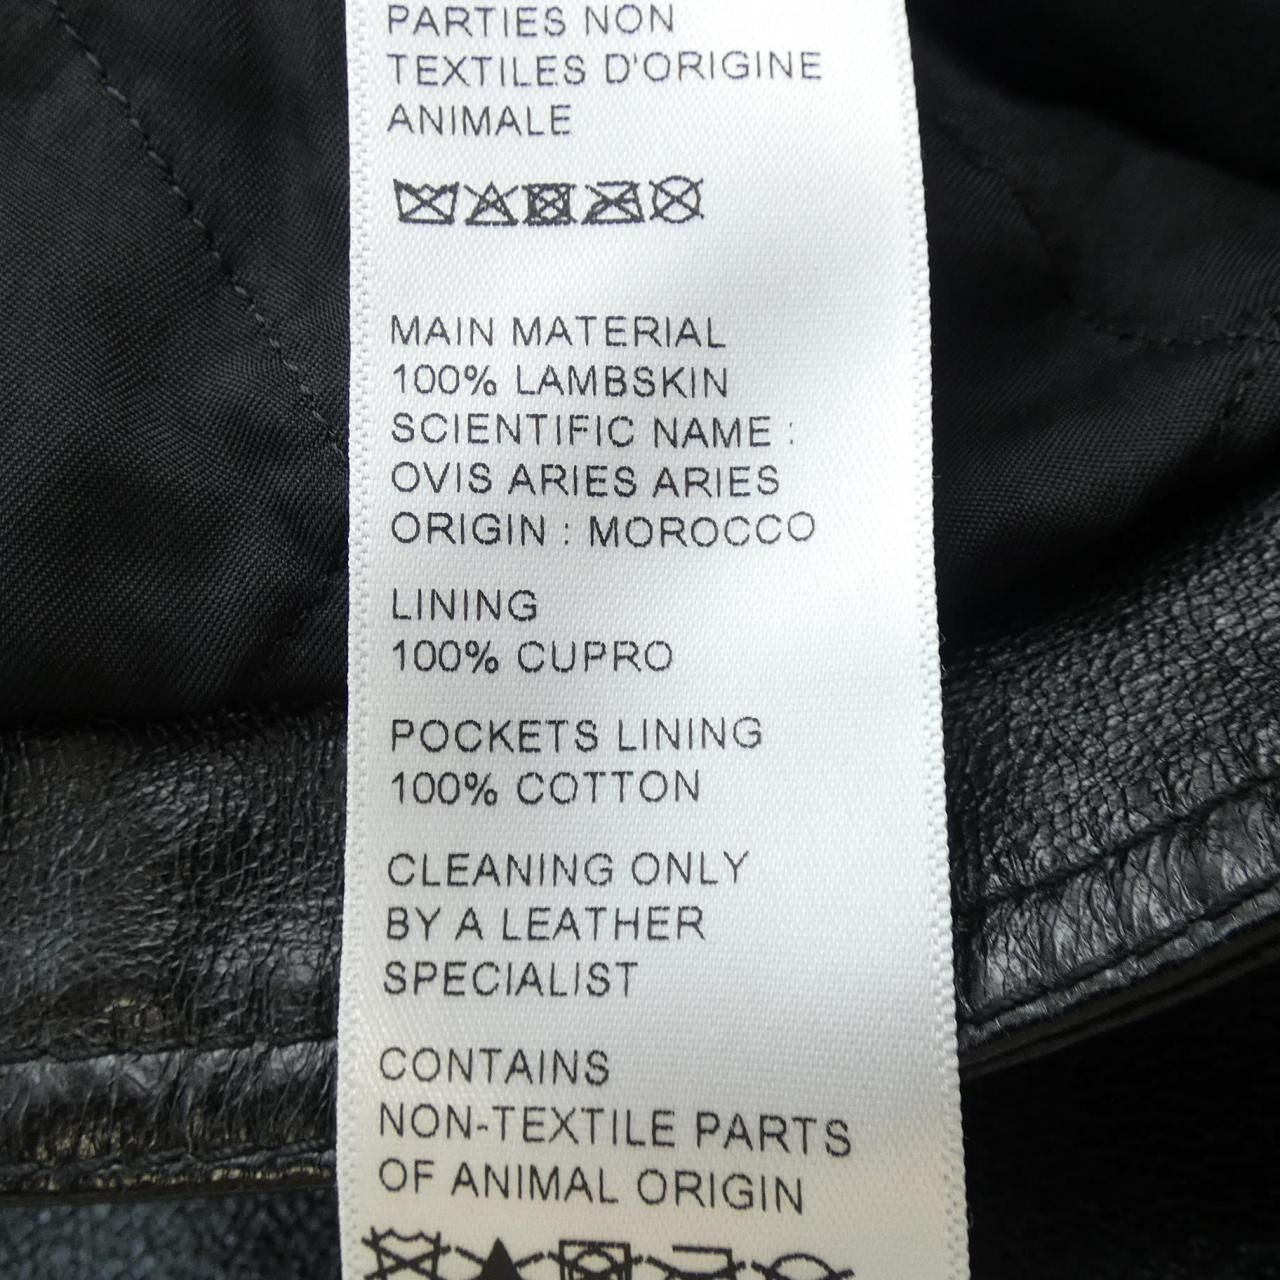 PARTIES NON
TEXTILES D'ORIGINE
ANIMALE
MAIN MATERIAL
100% LAMBSKIN
SCIENTIFIC NAME :
OVIS ARIES ARIES
ORIGIN : MOROCCO
LINING
100% CUPRO
POCKETS LINING
100% COTTON
CLEANING ONLY
BY A LEATHER
SPECIALIST
CONTAINS
NON-TEXTILE PARTS
OF ANIMAL ORIGIN